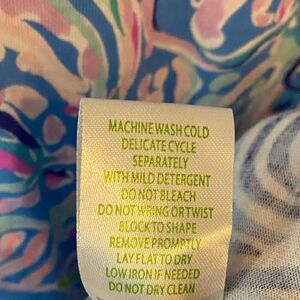 MACHINE WASH COLD
DELICATE CYCLE
SEPARATELY
WITH MILD DETERGENT
DO NOT BLEACH
DO NOT WRING OR TWIST
BLOCK TO SHAPE
REMOVE PROMPTLY
LAY FLAT TO DRY
LOW IRON IF NEEDED
DO NOT DRY CLEAN